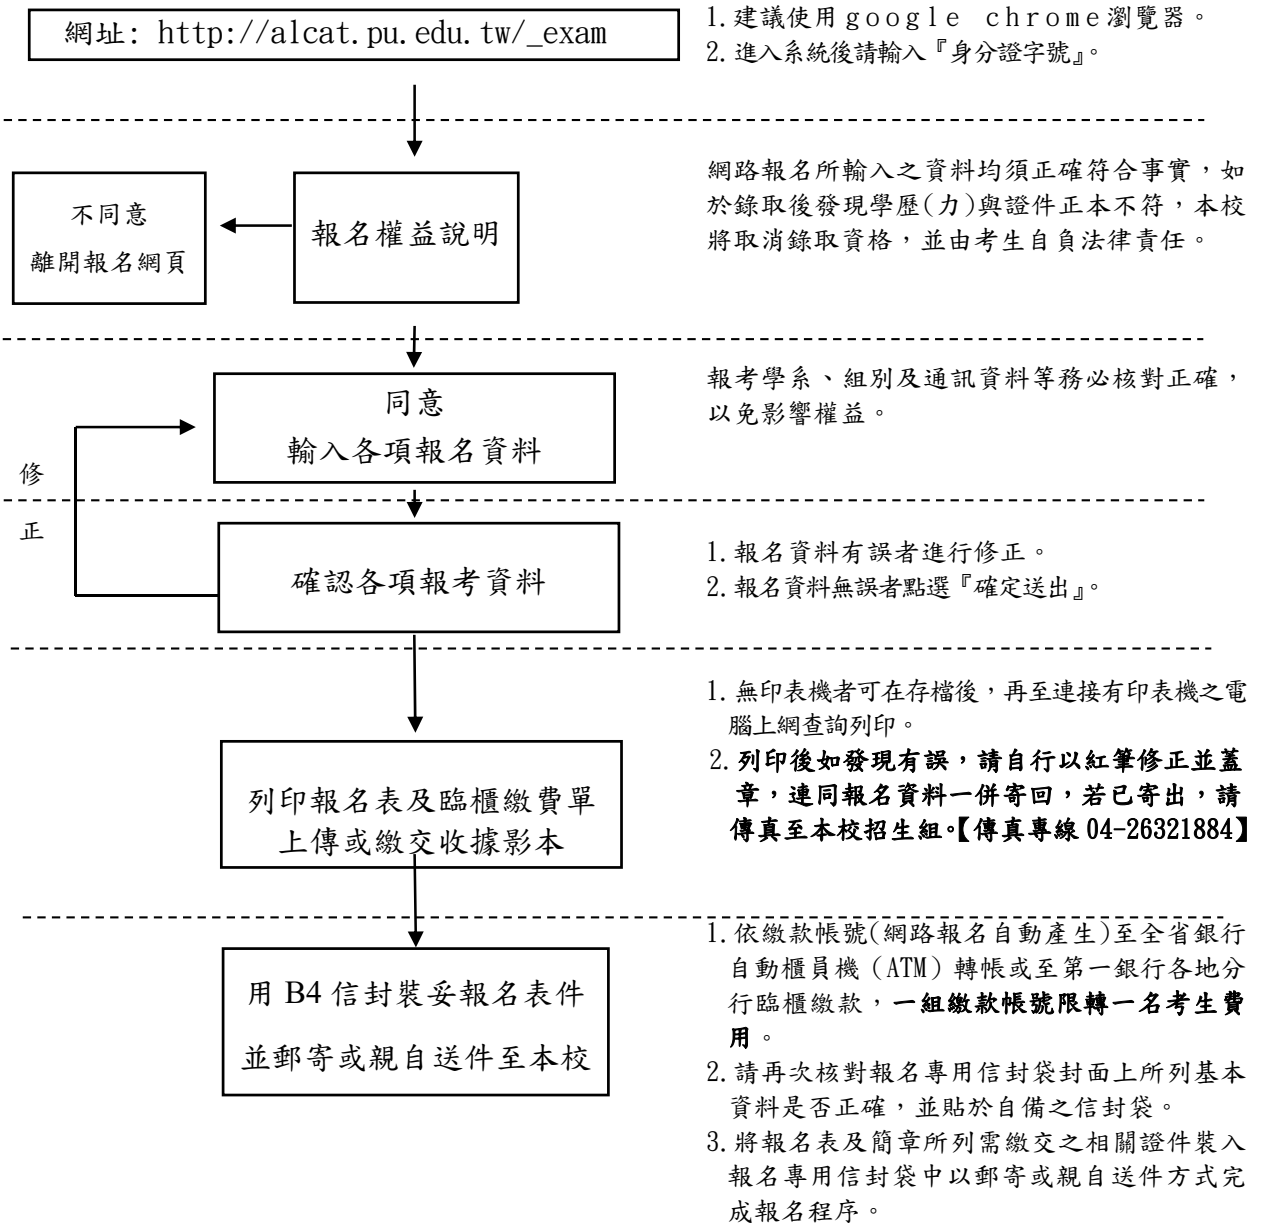 網址: http://alcat.pu.edu.tw/_exam
1.建議使用google chrome瀏覽器。
2.進入系統後請輸入『身分證字號』。
不同意
離開報名網頁
報名權益說明
網路報名所輸入之資料均須正確符合事實，如
於錄取後發現學歷(力)與證件正本不符，本校
將取消錄取資格，並由考生自負法律責任。
同意
輸入各項報名資料
報考學系、組別及通訊資料等務必核對正確，
以免影響權益。
修
正
確認各項報考資料
1.報名資料有誤者進行修正。
2.報名資料無誤者點選『確定送出』。
列印報名表及臨櫃繳費單
上傳或繳交收據影本
1.無印表機者可在存檔後，再至連接有印表機之電
腦上網查詢列印。
2.列印後如發現有誤，請自行以紅筆修正並蓋
章，連同報名資料一併寄回，若已寄出，請
傳真至本校招生組。【傳真專線 04-26321884】
用 B4 信封裝妥報名表件
並郵寄或親自送件至本校
1.依繳款帳號(網路報名自動產生)至全省銀行
自動櫃員機（ATM）轉帳或至第一銀行各地分
行臨櫃繳款，一組繳款帳號限轉一名考生費
用。
2.請再次核對報名專用信封袋封面上所列基本
資料是否正確，並貼於自備之信封袋。
3.將報名表及簡章所列需繳交之相關證件裝入
報名專用信封袋中以郵寄或親自送件方式完
成報名程序。